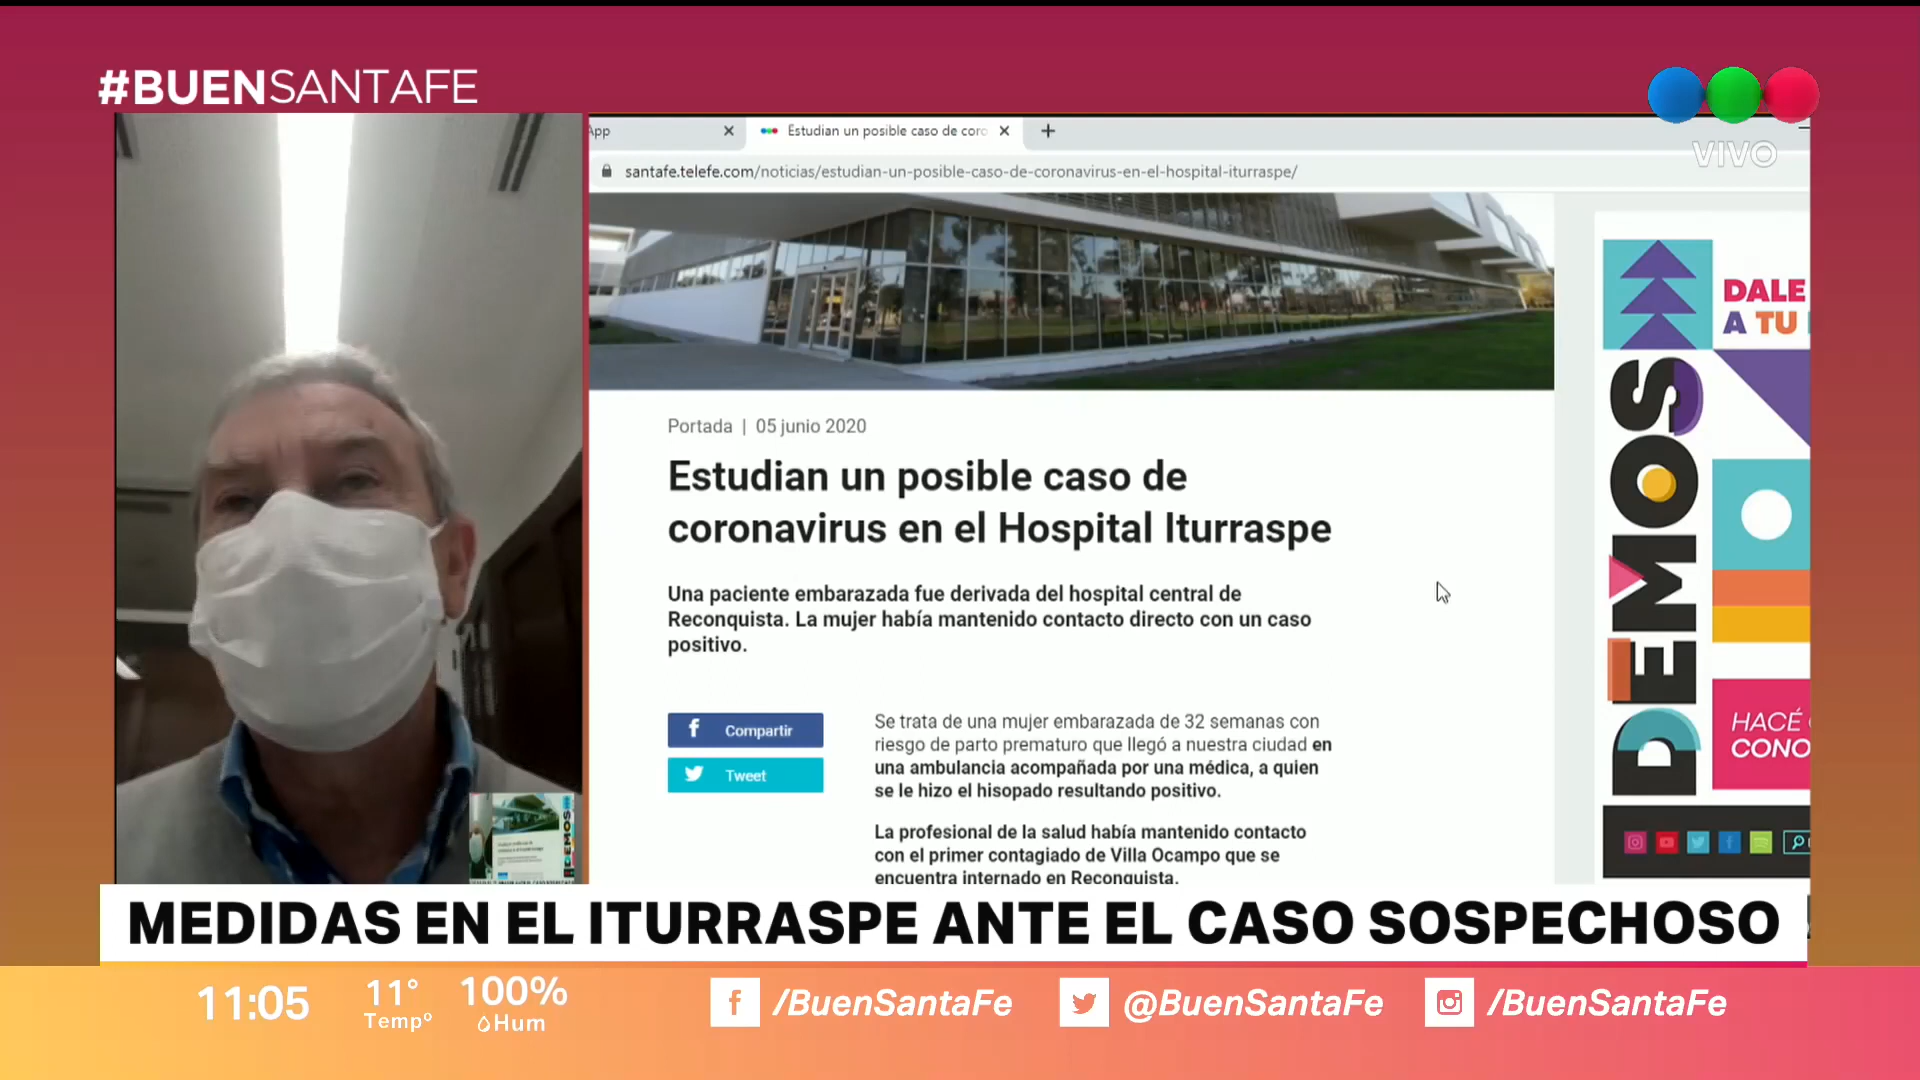 #BUENSANTAFE
VIVO
App
Estudian un posible caso de coro
santafe.telefe.com/noticias/estudian-un-posible-caso-de-coronavirus-en-el-hospital-iturraspe/
Portada | 05 junio 2020
Estudian un posible caso de
coronavirus en el Hospital Iturraspe
Una paciente embarazada fue derivada del hospital central de
Reconquista. La mujer había mantenido contacto directo con un caso
positivo.
Compartir
Tweet
Se trata de una mujer embarazada de 32 semanas con
riesgo de parto prematuro que llegó a nuestra ciudad en
una ambulancia acompañada por una médica, a quien
se le hizo el hisopado resultando positivo.
La profesional de la salud había mantenido contacto
con el primer contagiado de Villa Ocampo que se
encuentra internado en Reconquista.
DALE
A TU
DEMOS
HACÉ
CONO
MEDIDAS EN EL ITURRASPE ANTE EL CASO SOSPECHOSO
11:05
11°
Tempº
100%
Hum
/BuenSantaFe
@BuenSantaFe
/BuenSantaFe